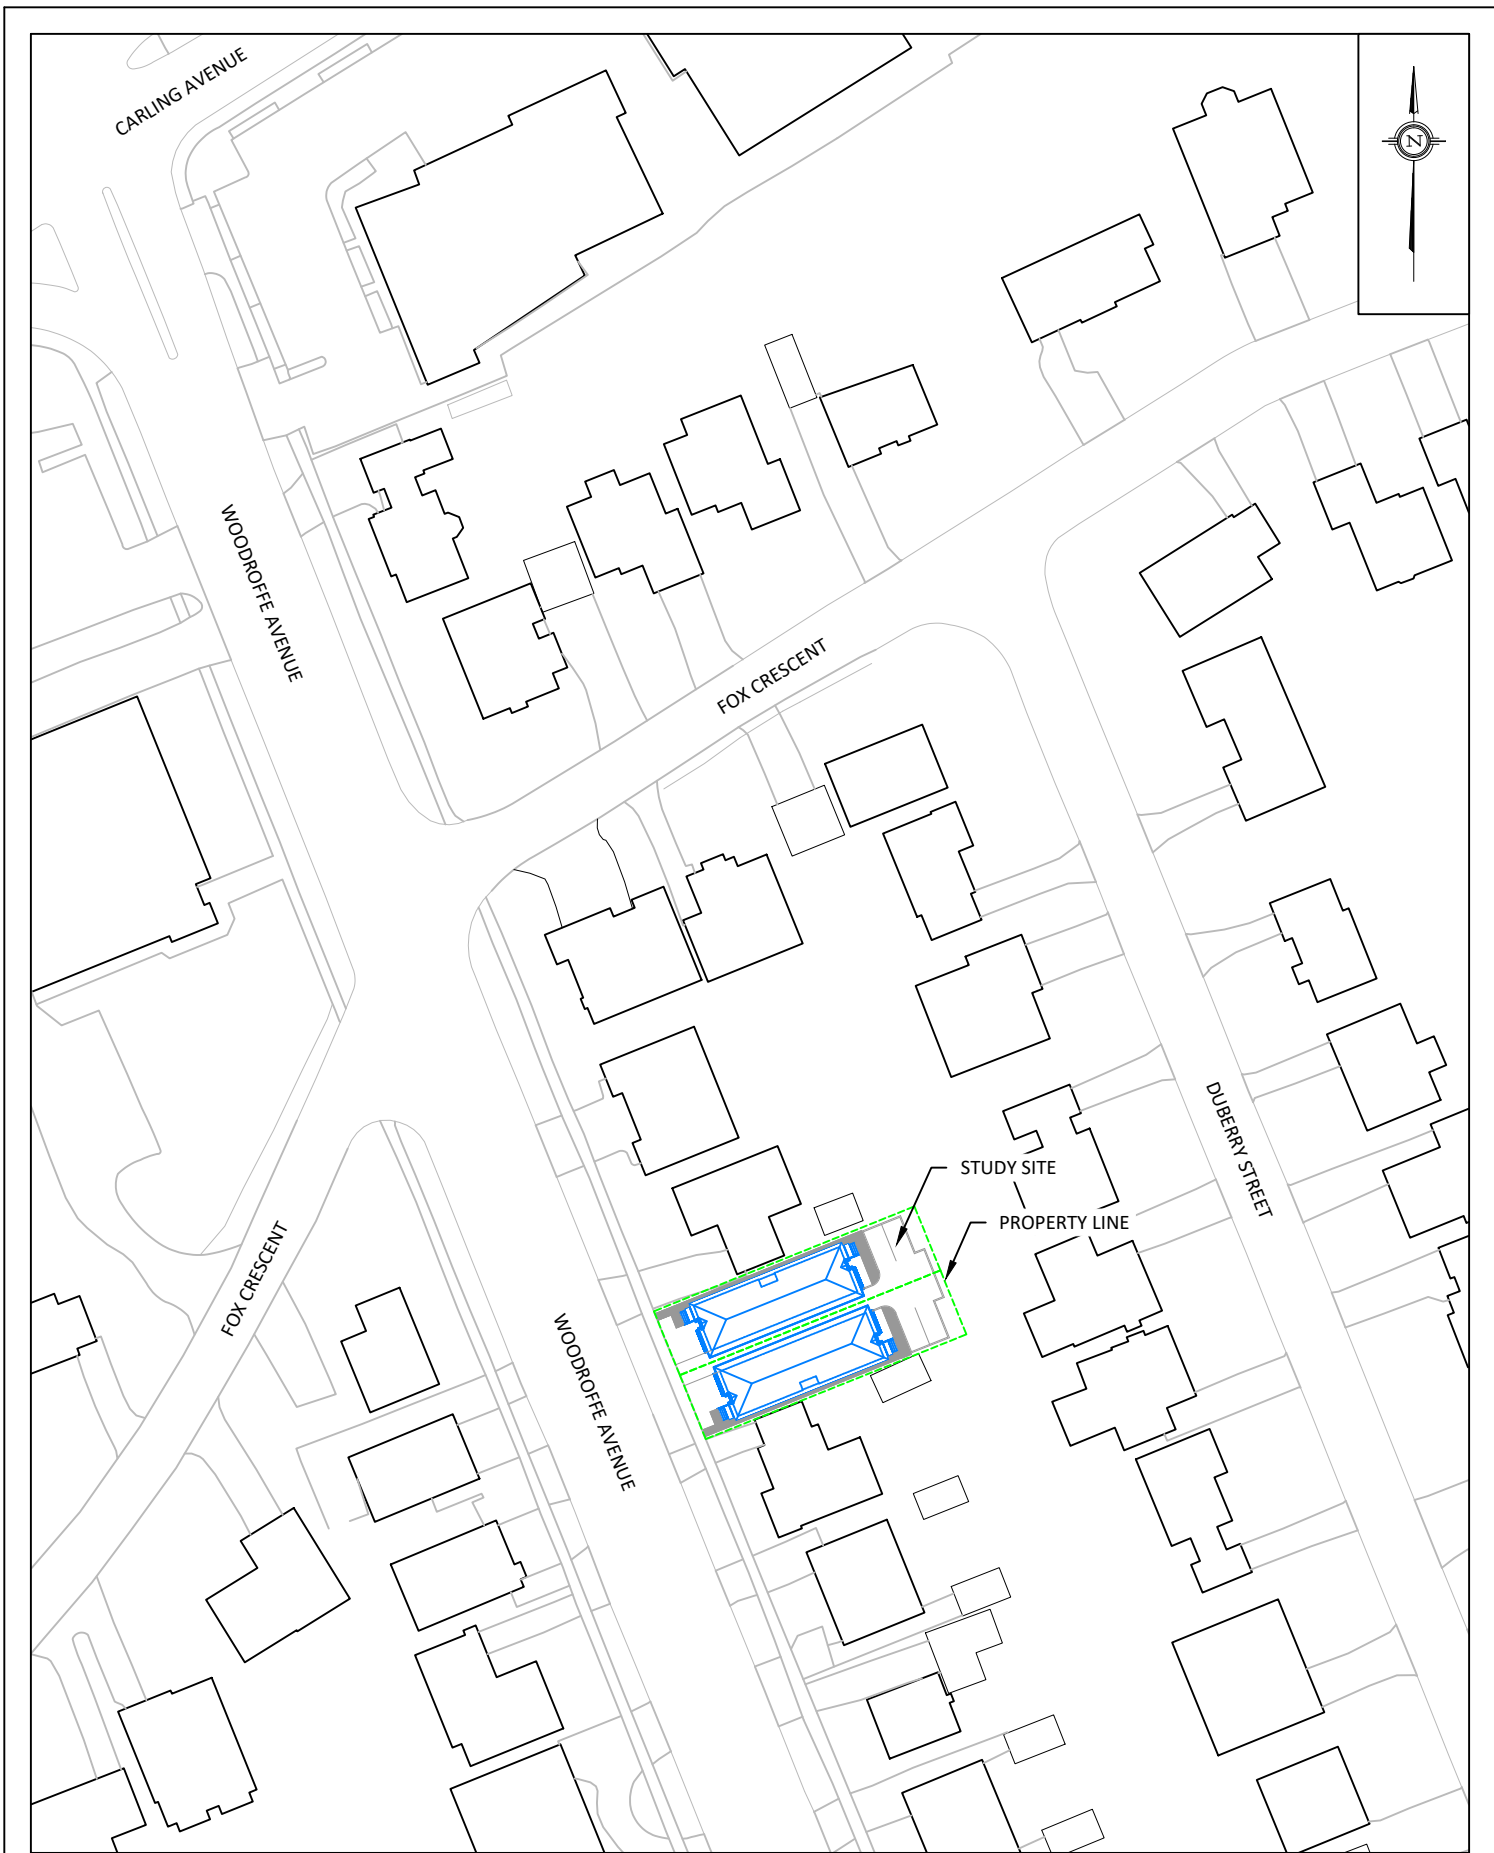 CARLING AVENUE
N
WOODROFFE AVENUE
FOX CRESCENT
DUBERRY STREET
STUDY SITE
PROPERTY LINE
FOX CRESCENT
WOODROFFE AVENUE